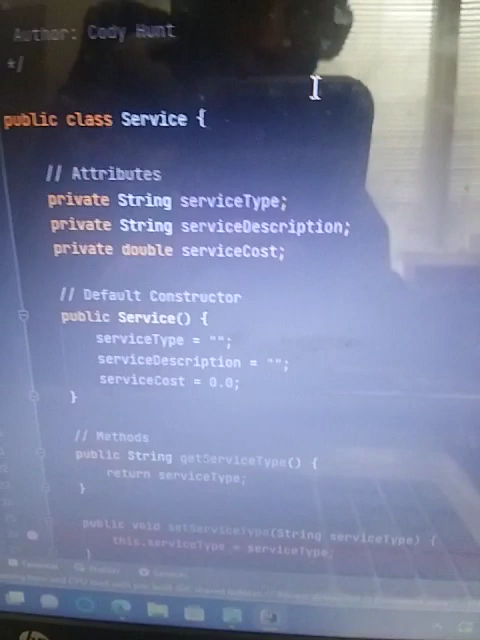 Author: Cody Hunt
*/
public class Service {
// Attributes
private String serviceType;
private String serviceDescription;
private double serviceCost;
// Default Constructor
public Service() {
serviceType = "";
serviceDescription = "";
serviceCost = 0.0;
}
// Methods
public String getServiceType() {
return serviceType;
}
public void setServiceType(String serviceType) {
this.serviceType = serviceType;
}
hp